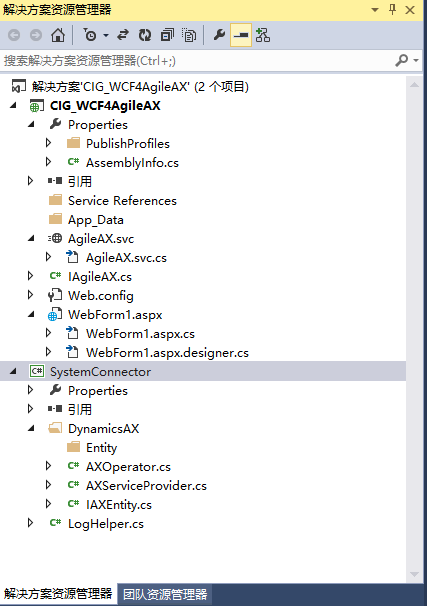 解决方案资源管理器
搜索解决方案资源管理器(Ctrl+;)
解决方案'CIG_WCF4AgileAX' (2 个项目)
CIG_WCF4AgileAX
Properties
PublishProfiles
C# AssemblyInfo.cs
引用
Service References
App_Data
AgileAX.svc
AgileAX.svc.cs
C# IAgileAX.cs
Web.config
WebForm1.aspx
WebForm1.aspx.cs
WebForm1.aspx.designer.cs
C# SystemConnector
Properties
引用
DynamicsAX
Entity
C# AXOperator.cs
C# AXServiceProvider.cs
C# IAXEntity.cs
C# LogHelper.cs
解决方案资源管理器 团队资源管理器